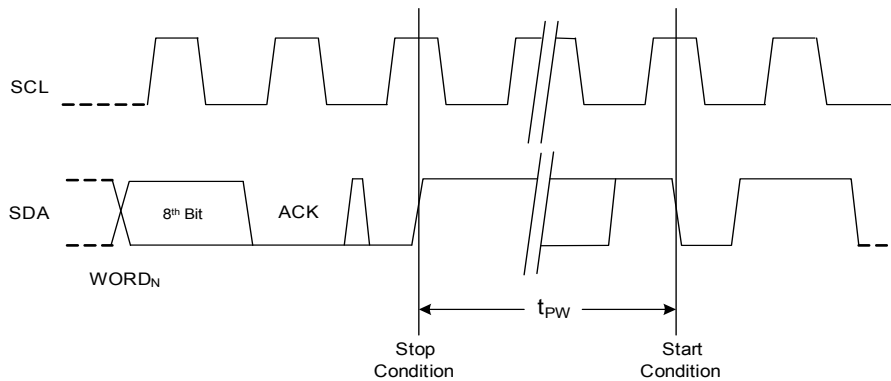 SCL
SDA
8th Bit
ACK
WORDN
tPW
Stop
Condition
Start
Condition